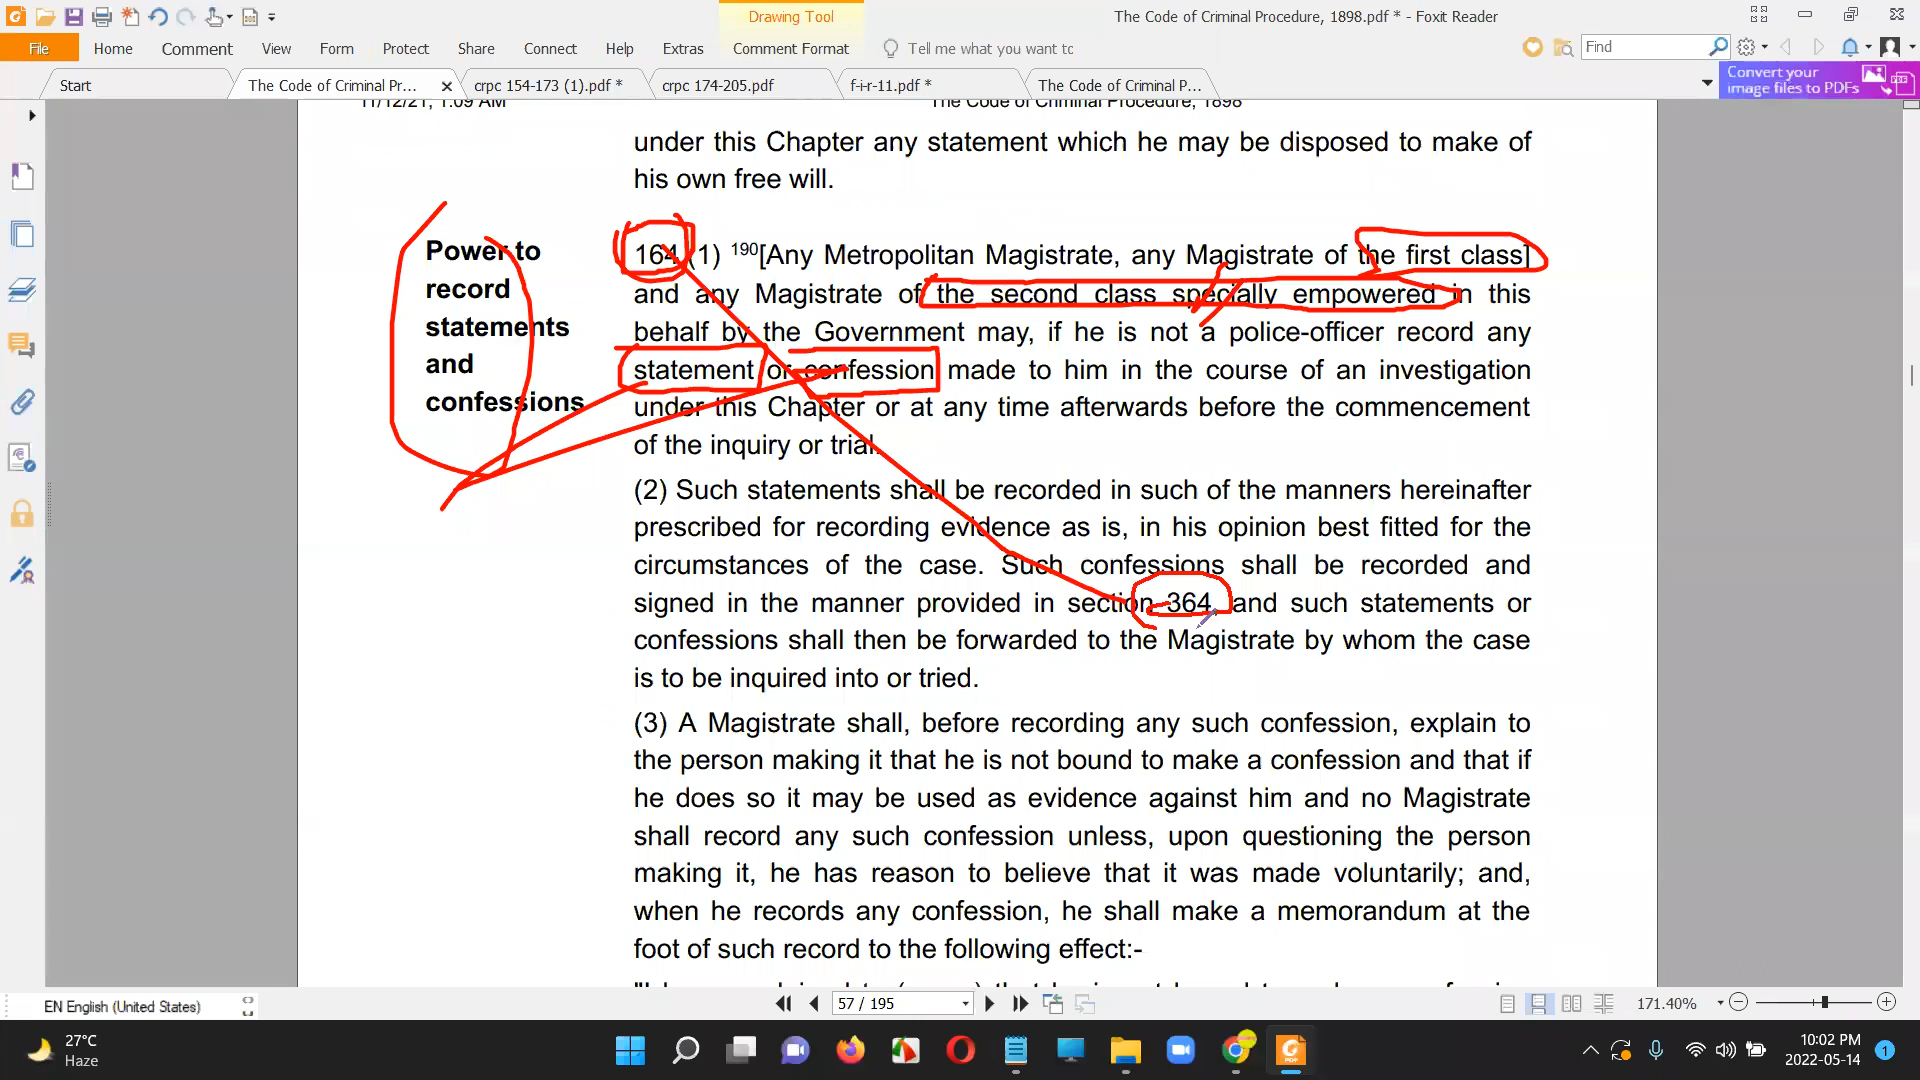 Drawing Tool
The Code of Criminal Procedure, 1898.pdf * - Foxit Reader
File Home Comment View Form Protect Share Connect Help Extras Comment Format Tell me what you want to Find
Start The Code of Criminal Pr... crpc 154-173 (1).pdf * crpc 174-205.pdf f-i-r-11.pdf * The Code of Criminal P... Convert your
image files to PDFs
11/12/21, 1:09 AM The Code of Criminal Procedure, 1898
under this Chapter any statement which he may be disposed to make of
his own free will.
Power to
record
statements
and
confessions
164.(1) 190[Any Metropolitan Magistrate, any Magistrate of the first class]
and any Magistrate of the second class specially empowered in this
behalf by the Government may, if he is not a police-officer record any
statement or confession made to him in the course of an investigation
under this Chapter or at any time afterwards before the commencement
of the inquiry or trial.
(2) Such statements shall be recorded in such of the manners hereinafter
prescribed for recording evidence as is, in his opinion best fitted for the
circumstances of the case. Such confessions shall be recorded and
signed in the manner provided in section 364, and such statements or
confessions shall then be forwarded to the Magistrate by whom the case
is to be inquired into or tried.
(3) A Magistrate shall, before recording any such confession, explain to
the person making it that he is not bound to make a confession and that if
he does so it may be used as evidence against him and no Magistrate
shall record any such confession unless, upon questioning the person
making it, he has reason to believe that it was made voluntarily; and,
when he records any confession, he shall make a memorandum at the
foot of such record to the following effect:-
EN English (United States) 57 / 195 171.40%
27°C
Haze
10:02 PM
2022-05-14
1